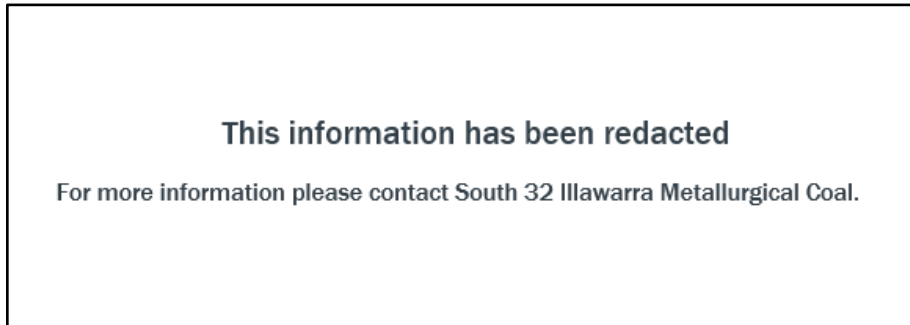 This information has been redacted
For more information please contact South 32 Illawarra Metallurgical Coal.